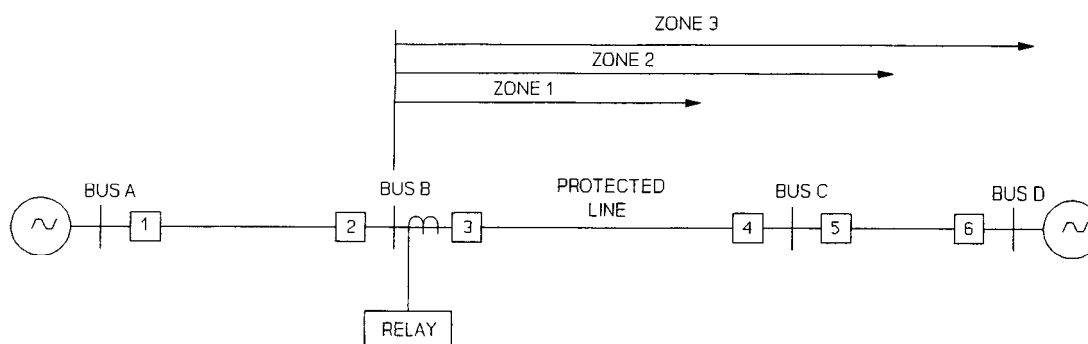 ZONE 3
ZONE 2
ZONE 1
BUS A
BUS B
PROTECTED
LINE
BUS C
BUS D
1
2
3
4
5
6
RELAY